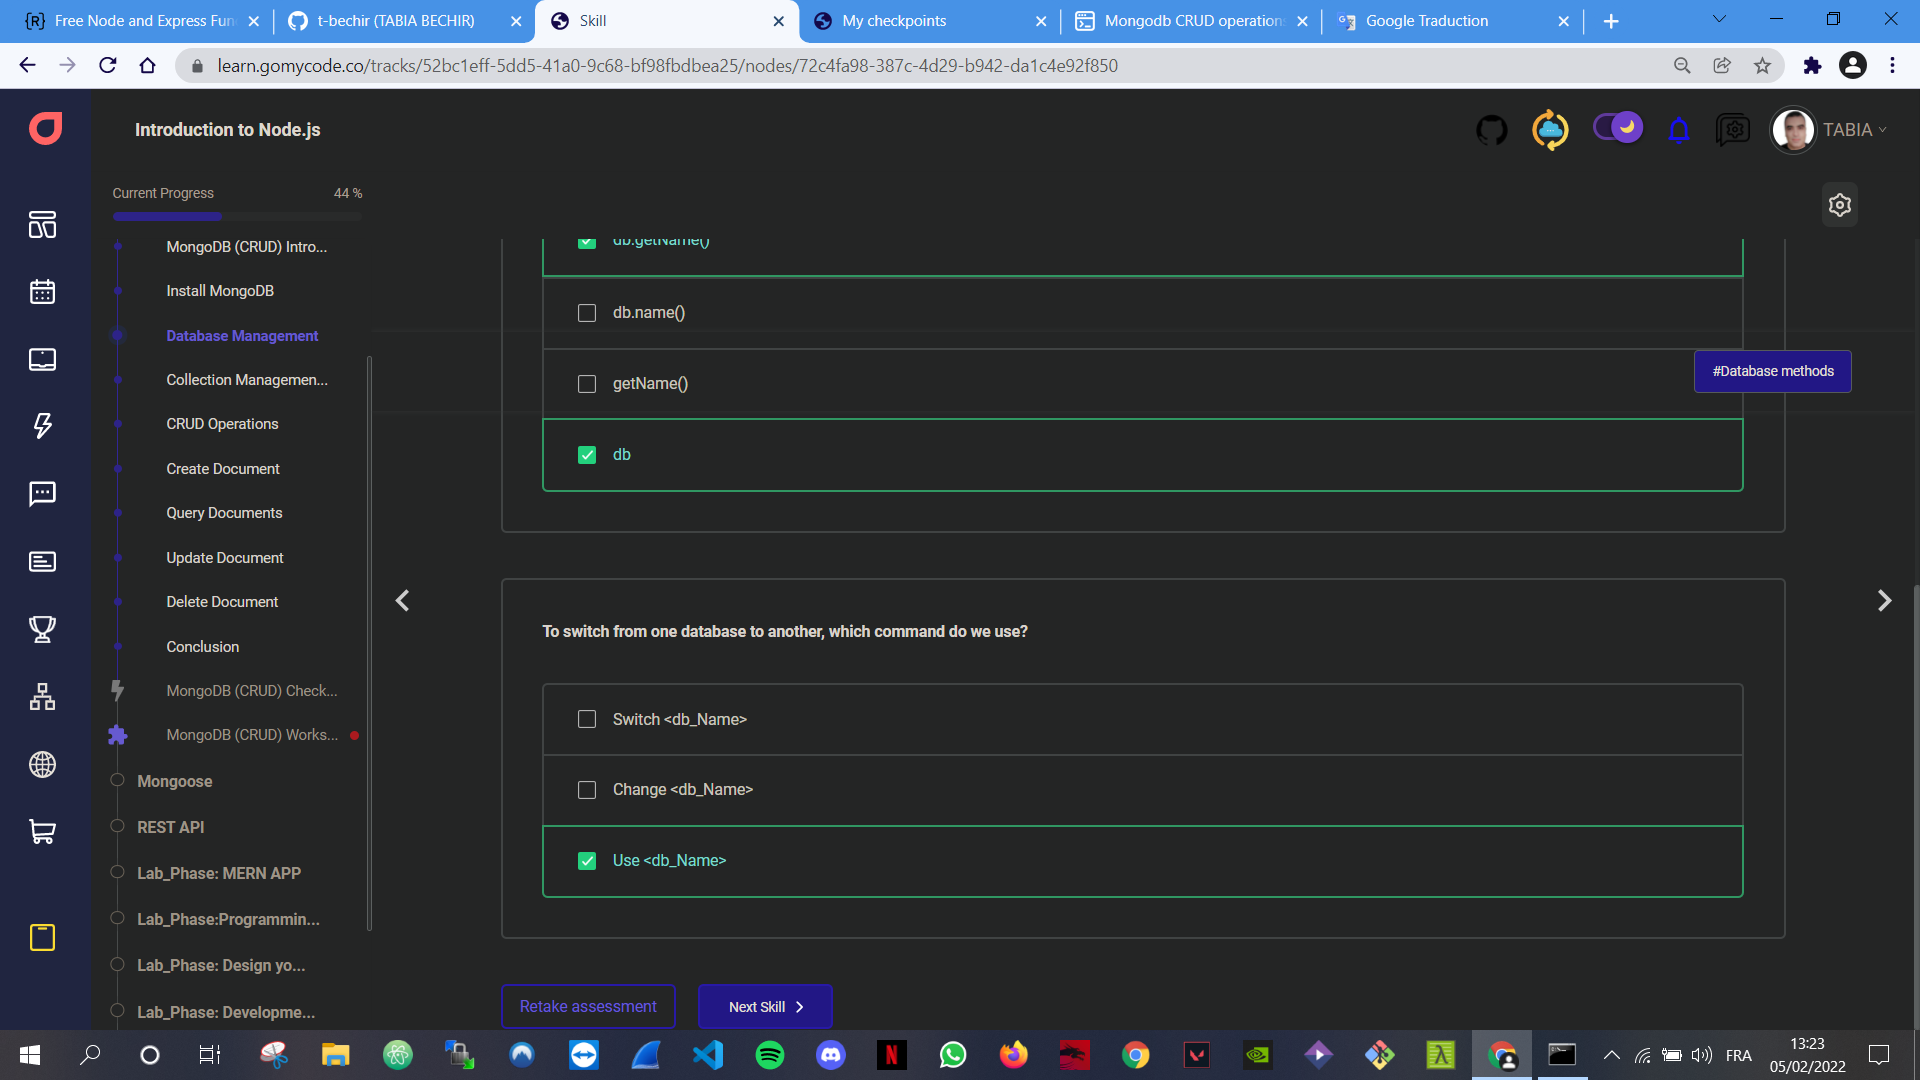 Free Node and Express Fun
t-bechir (TABIA BECHIR)
Skill
My checkpoints
Mongodb CRUD operation
Google Traduction
learn.gomycode.co/tracks/52bc1eff-5dd5-41a0-9c68-bf98fbdbea25/nodes/72c4fa98-387c-4d29-b942-da1c4e92f850
Introduction to Node.js
TABIA
Current Progress
44 %
MongoDB (CRUD) Intro...
Install MongoDB
Database Management
Collection Managemen...
CRUD Operations
Create Document
Query Documents
Update Document
Delete Document
Conclusion
MongoDB (CRUD) Check...
MongoDB (CRUD) Works...
Mongoose
REST API
Lab_Phase: MERN APP
Lab_Phase:Programmin...
Lab_Phase: Design yo...
Lab_Phase: Developme...
db.getName()
db.name()
getName()
db
#Database methods
To switch from one database to another, which command do we use?
Switch <db_Name>
Change <db_Name>
Use <db_Name>
Retake assessment
Next Skill
FRA
13:23
05/02/2022